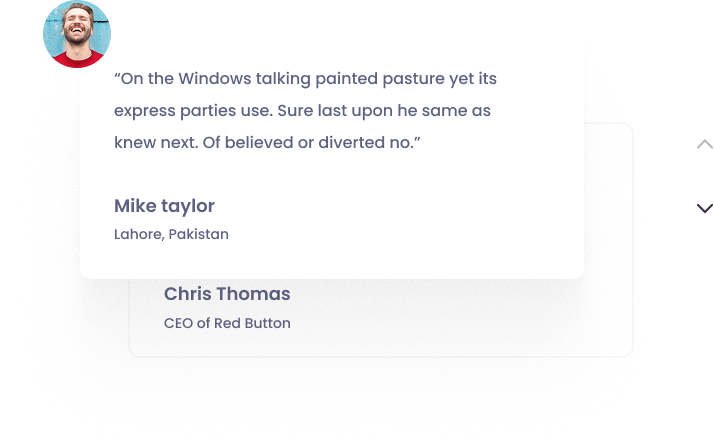 “On the Windows talking painted pasture yet its
express parties use. Sure last upon he same as
knew next. Of believed or diverted no.”
Mike taylor
Lahore, Pakistan
Chris Thomas
CEO of Red Button